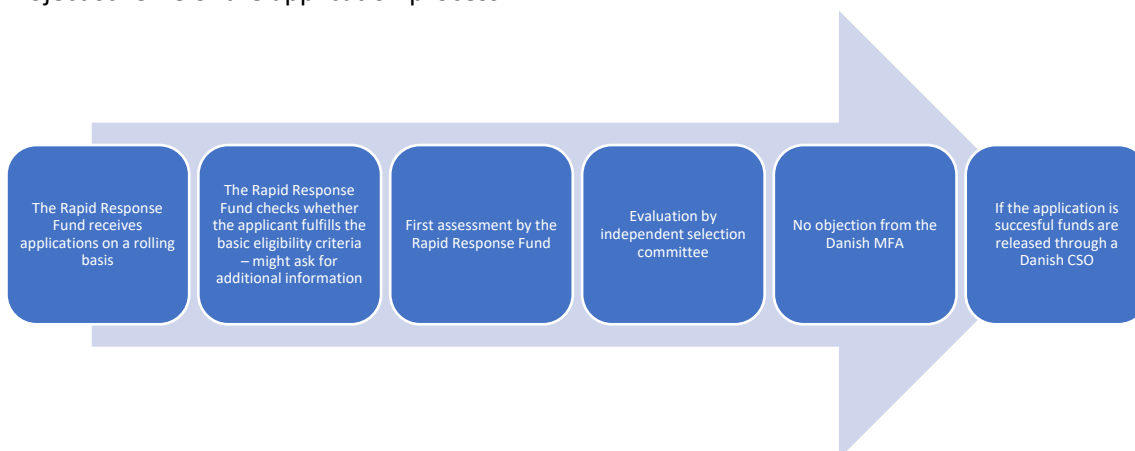 The Rapid Response
Fund receives
applications on a rolling
basis
The Rapid Response
Fund checks whether
the applicant fulfills the
basic eligibility criteria
– might ask for
additional information
First assessment by the
Rapid Response Fund
Evaluation by
independent selection
committee
No objection from the
Danish MFA
If the application is
succesful funds are
released through a
Danish CSO